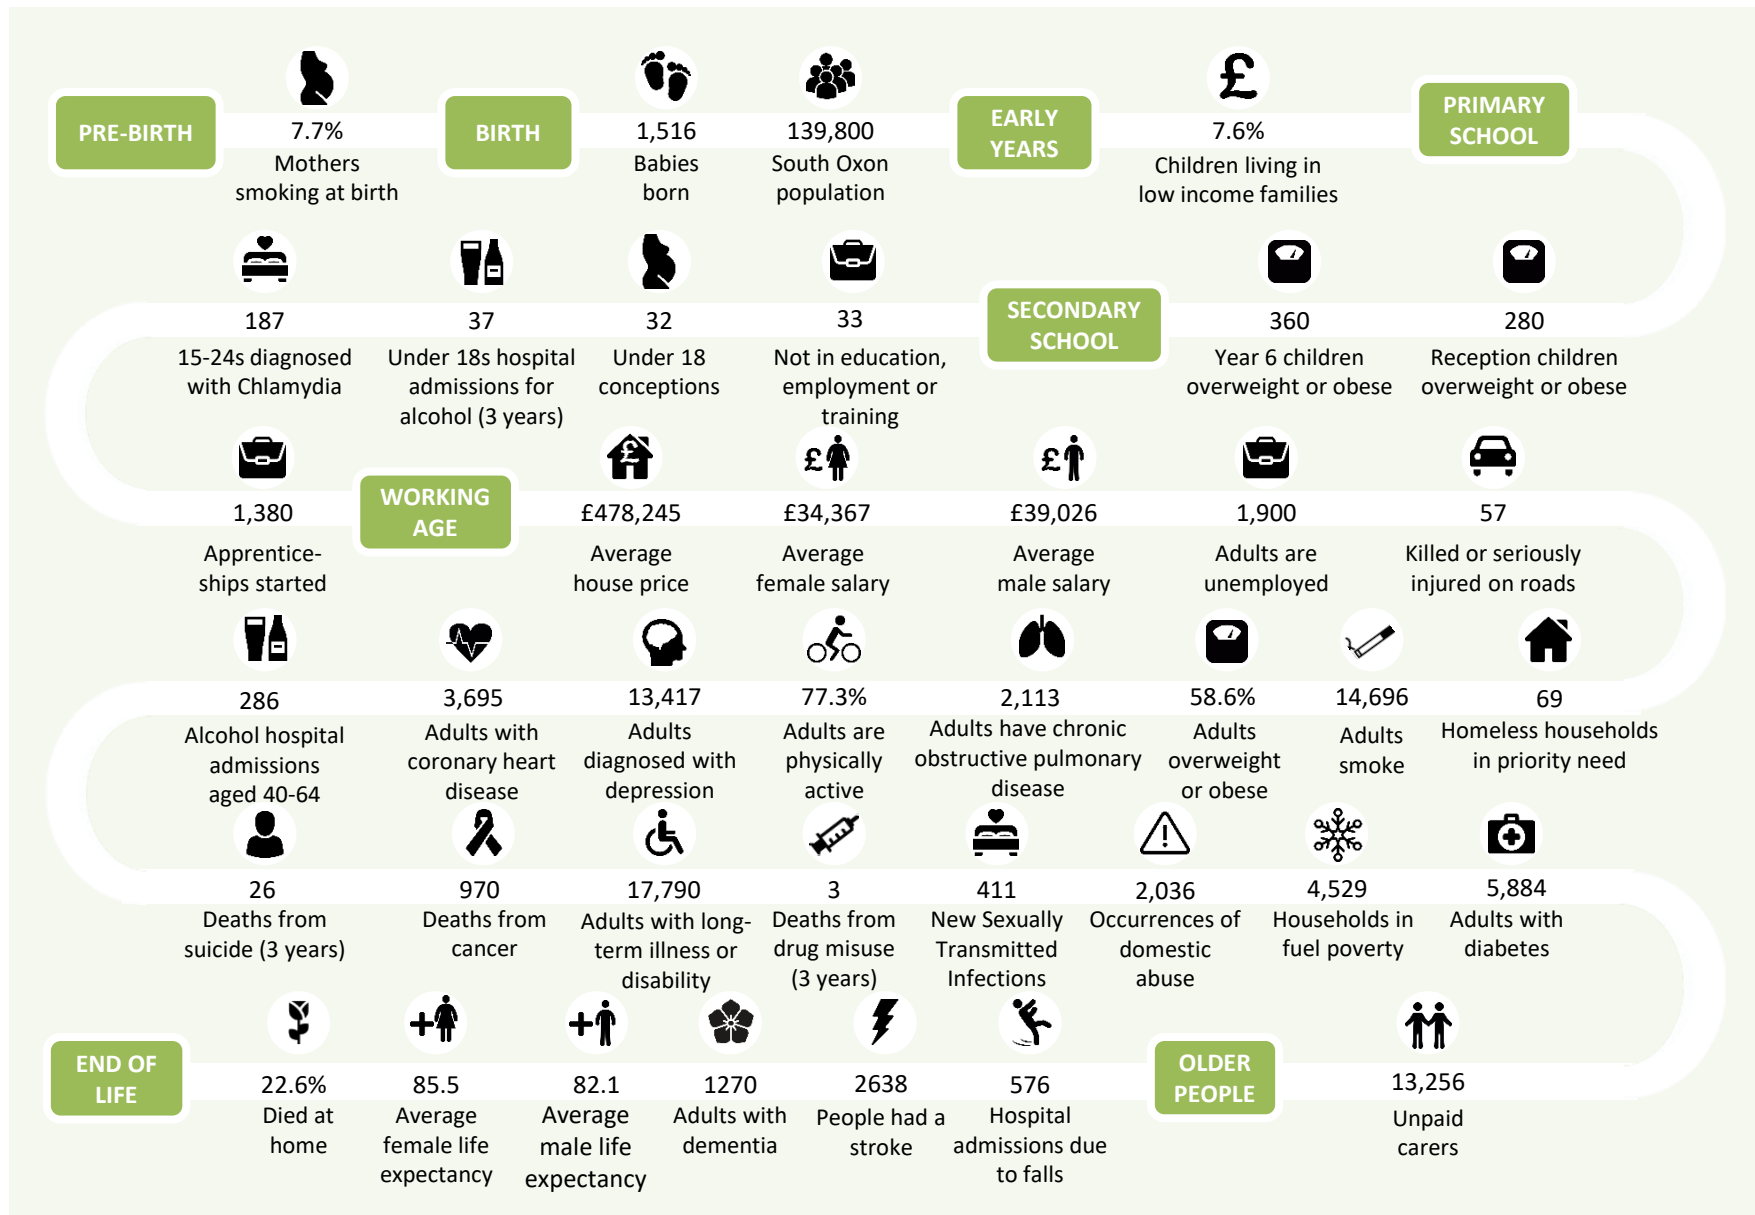 PRE-BIRTH
7.7%
Mothers
smoking at birth
BIRTH
1,516
Babies
born
139,800
South Oxon
population
EARLY
YEARS
£
7.6%
Children living in
low income families
PRIMARY
SCHOOL
187
15-24s diagnosed
with Chlamydia
37
Under 18s hospital
admissions for
alcohol (3 years)
32
Under 18
conceptions
33
Not in education,
employment or
training
SECONDARY
SCHOOL
360
Year 6 children
overweight or obese
280
Reception children
overweight or obese
1,380
Apprentice-
ships started
WORKING
AGE
£
£478,245
Average
house price
£
£34,367
Average
female salary
£
£39,026
Average
male salary
1,900
Adults are
unemployed
57
Killed or seriously
injured on roads
286
Alcohol hospital
admissions
aged 40-64
3,695
Adults with
coronary heart
disease
13,417
Adults
diagnosed with
depression
77.3%
Adults are
physically
active
2,113
Adults have chronic
obstructive pulmonary
disease
58.6%
Adults
overweight
or obese
14,696
Adults
smoke
69
Homeless households
in priority need
26
Deaths from
suicide (3 years)
970
Deaths from
cancer
17,790
Adults with long-
term illness or
disability
3
Deaths from
drug misuse
(3 years)
411
New Sexually
Transmitted
Infections
2,036
Occurrences of
domestic
abuse
4,529
Households in
fuel poverty
5,884
Adults with
diabetes
END OF
LIFE
22.6%
Died at
home
85.5
Average
female life
expectancy
82.1
Average
male life
expectancy
1270
Adults with
dementia
2638
People had a
stroke
576
Hospital
admissions due
to falls
OLDER
PEOPLE
13,256
Unpaid
carers